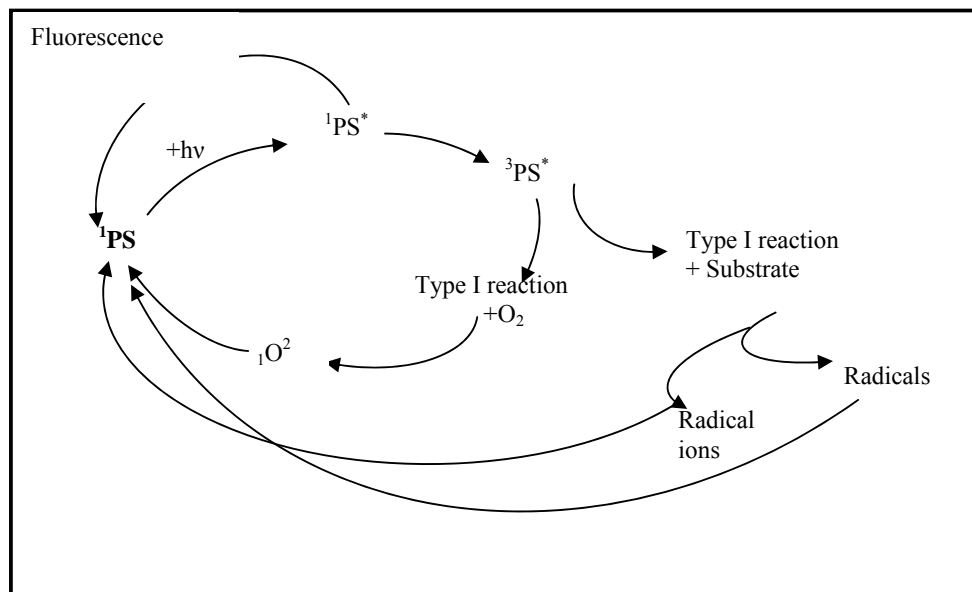 Fluorescence
¹PS*
+hν
³PS*
¹PS
Type I reaction
+ Substrate
Type I reaction
+O₂
₁O²
Radicals
Radical
ions